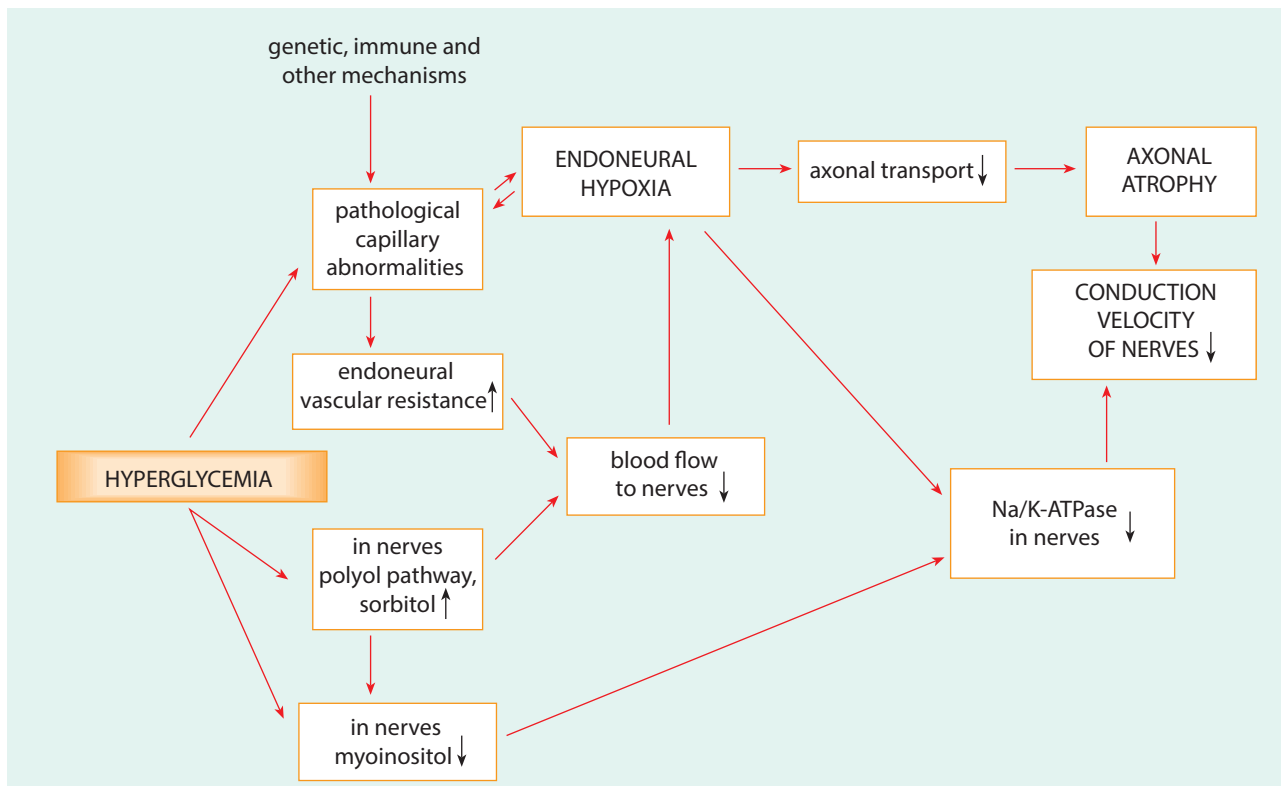 genetic, immune and
other mechanisms
ENDONEURAL
HYPOXIA
axonal transport ↓
AXONAL
ATROPHY
pathological
capillary
abnormalities
CONDUCTION
VELOCITY
OF NERVES ↓
endoneural
vascular resistance ↑
HYPERGLYCEMIA
blood flow
to nerves ↓
Na/K-ATPase
in nerves ↓
in nerves
polyol pathway,
sorbitol ↑
in nerves
myoinositol ↓